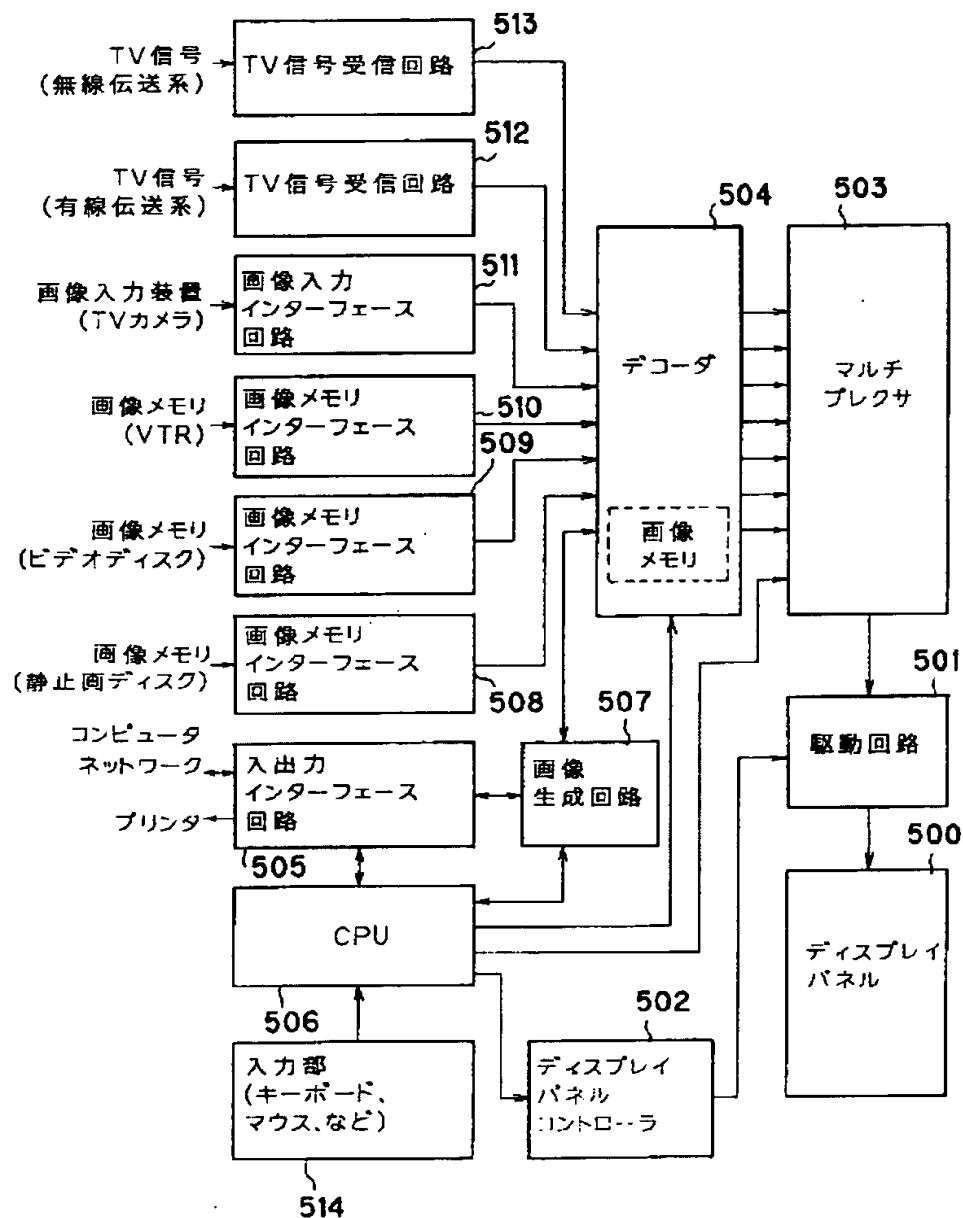 513
TV信号
(無線伝送系)
TV信号受信回路
512
TV信号
(有線伝送系)
TV信号受信回路
511
画像入力装置
(TVカメラ)
画像入力
インターフェース
回路
画像メモリ
(VTR)
画像メモリ
インターフェース
回路
510
509
画像メモリ
(ビデオディスク)
画像メモリ
インターフェース
回路
画像メモリ
(静止画ディスク)
画像メモリ
インターフェース
回路
508
504
デコーダ
画像
メモリ
503
マルチ
プレクサ
コンピュータ
ネットワーク
プリンタ
入出力
インターフェース
回路
505
507
画像
生成回路
501
駆動回路
500
ディスプレイ
パネル
CPU
506
502
ディスプレイ
パネル
コントローラ
入力部
(キーボード、
マウス、など)
514